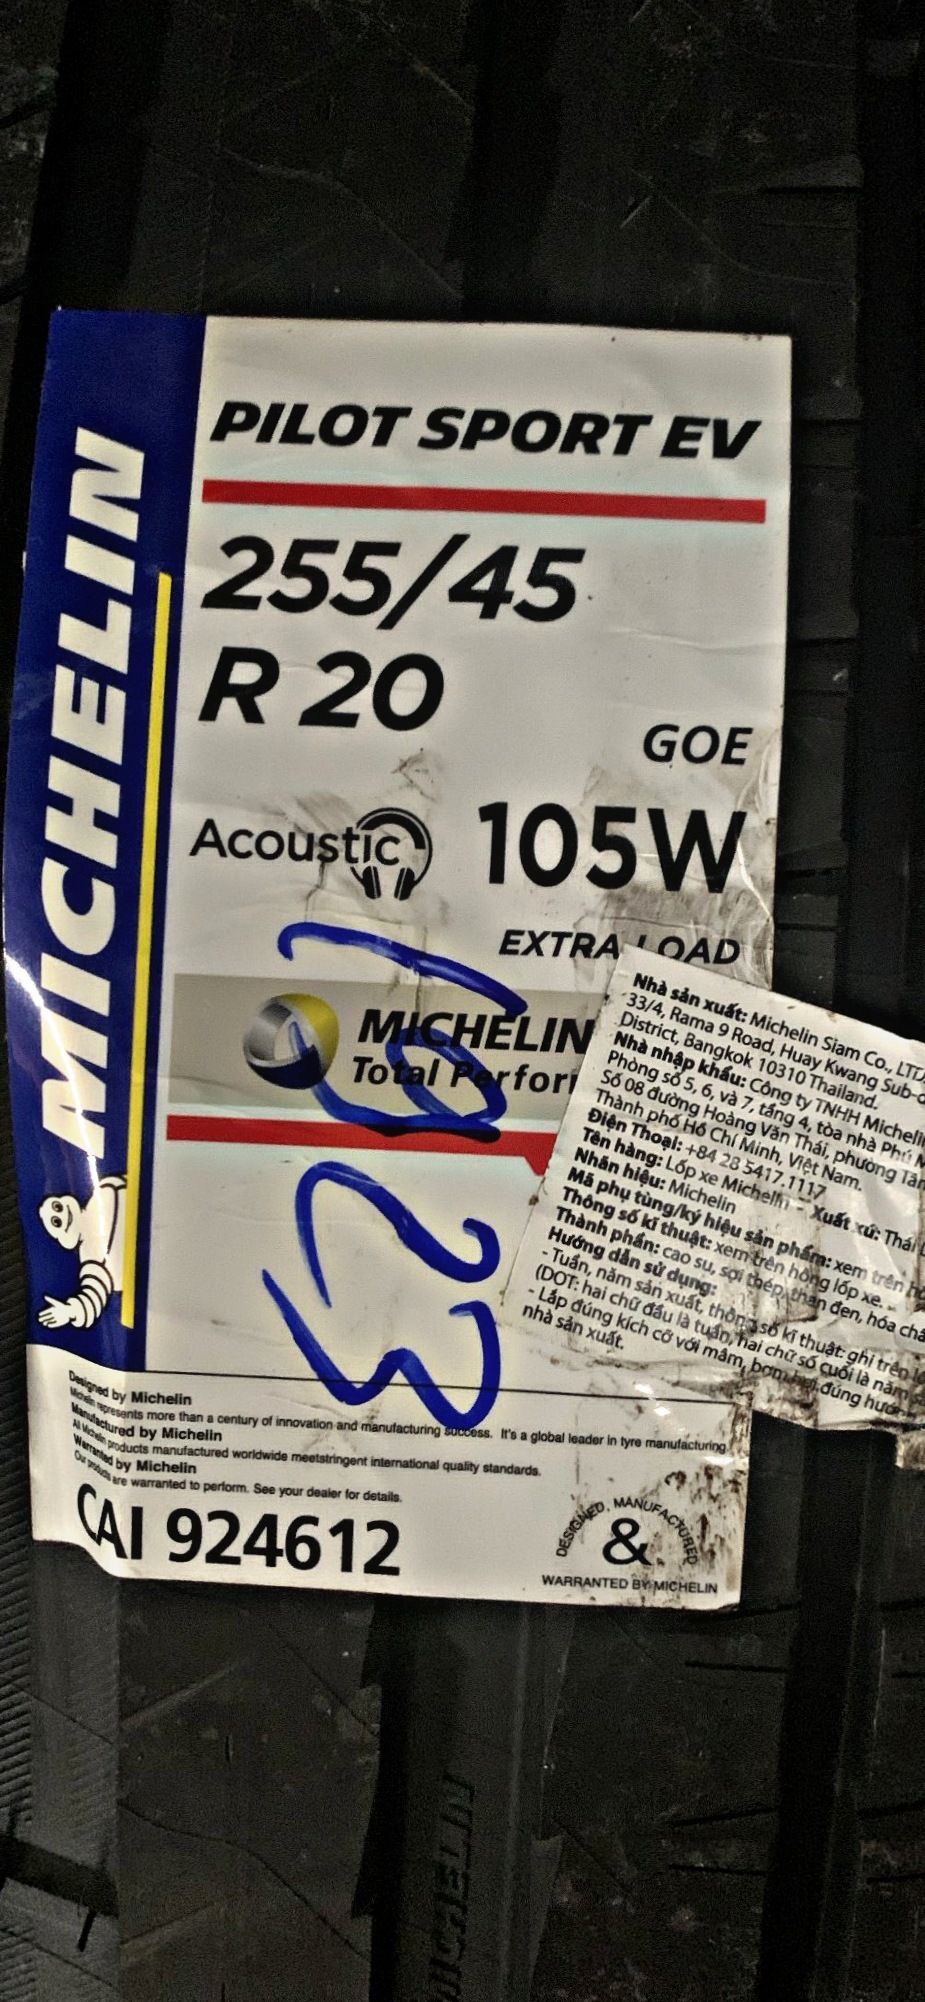 MICHELIN
PILOT SPORT EV
255/45
R 20
GOE
Acoustic
105W
EXTRA LOAD
MICHELIN
Total
Nhà sản xuất: Michelin Siam Co., LTD.
33/4, Rama 9 Road, Huay Kwang Sub-
District, Bangkok 10310 Thailand.
Nhà nhập khẩu: Công ty TNHH Michelin
Phòng số 5, 6, và 7, tầng 4, tòa nhà Phú
Số 08 đường Hoàng Văn Thái, phường Tân
Thành phố Hồ Chí Minh, Việt Nam.
Điện Thoại: +84 28 5417.1117
Tên hàng: Lốp xe Michelin - Xuất xứ: Thái
Nhãn hiệu: Michelin
Mã phụ tùng/ký hiệu sản phẩm: xem trên
Thông số kĩ thuật: xem trên hông lốp xe.
Thành phần: cao su, sợi thép, than đen, hóa
Hướng dẫn sử dụng:
- Tuần, năm sản xuất, thông số kĩ thuật: ghi trên
(DOT: hai chữ đầu là tuần, hai chữ số cuối là năm
- Lắp đúng kích cỡ với mâm, bơm hơi đúng
nhà sản xuất.
23
Designed by Michelin
Michelin represents more than a century of innovation and manufacturing success. It's a global leader in tyre manufacturing
Manufactured by Michelin
All Michelin products manufactured worldwide meetstringent international quality standards.
Warranted by Michelin
Our products are warranted to perform. See your dealer for details.
CAI 924612
DESIGNED, MANUFACTURED
&
WARRANTED BY MICHELIN
MICHELIN